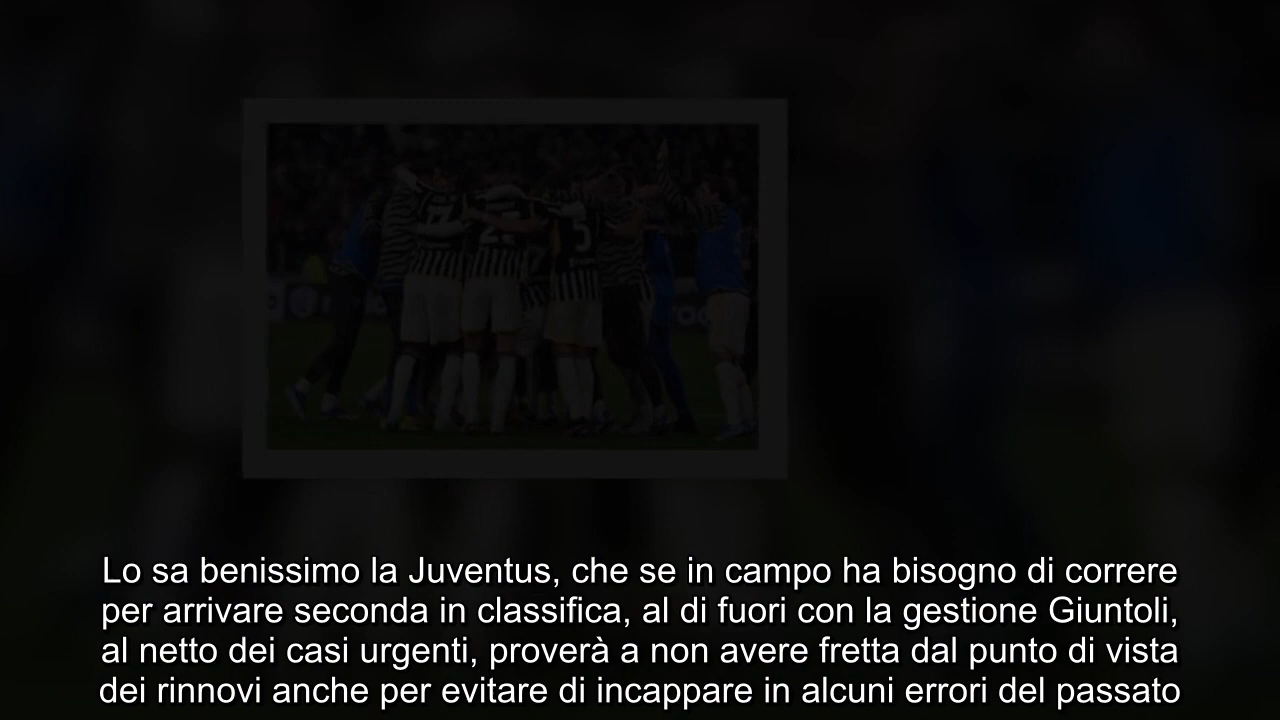 Lo sa benissimo la Juventus, che se in campo ha bisogno di correre
per arrivare seconda in classifica, al di fuori con la gestione Giuntoli,
al netto dei casi urgenti, proverà a non avere fretta dal punto di vista
dei rinnovi anche per evitare di incappare in alcuni errori del passato